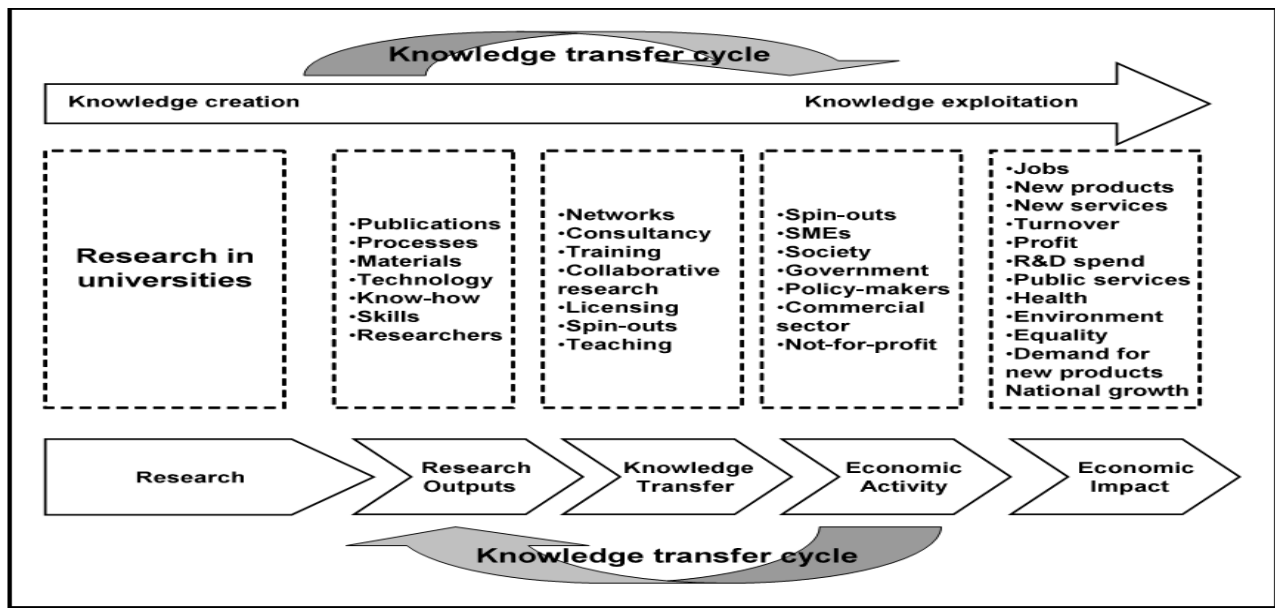 Knowledge transfer cycle
Knowledge creation
Knowledge exploitation
Research in
universities
•Publications
•Processes
•Materials
•Technology
•Know-how
•Skills
•Researchers
•Networks
•Consultancy
•Training
•Collaborative
research
•Licensing
•Spin-outs
•Teaching
•Spin-outs
•SMEs
•Society
•Government
•Policy-makers
•Commercial
sector
•Not-for-profit
•Jobs
•New products
•New services
•Turnover
•Profit
•R&D spend
•Public services
•Health
•Environment
•Equality
•Demand for
new products
National growth
Research
Research
Outputs
Knowledge
Transfer
Economic
Activity
Economic
Impact
Knowledge transfer cycle